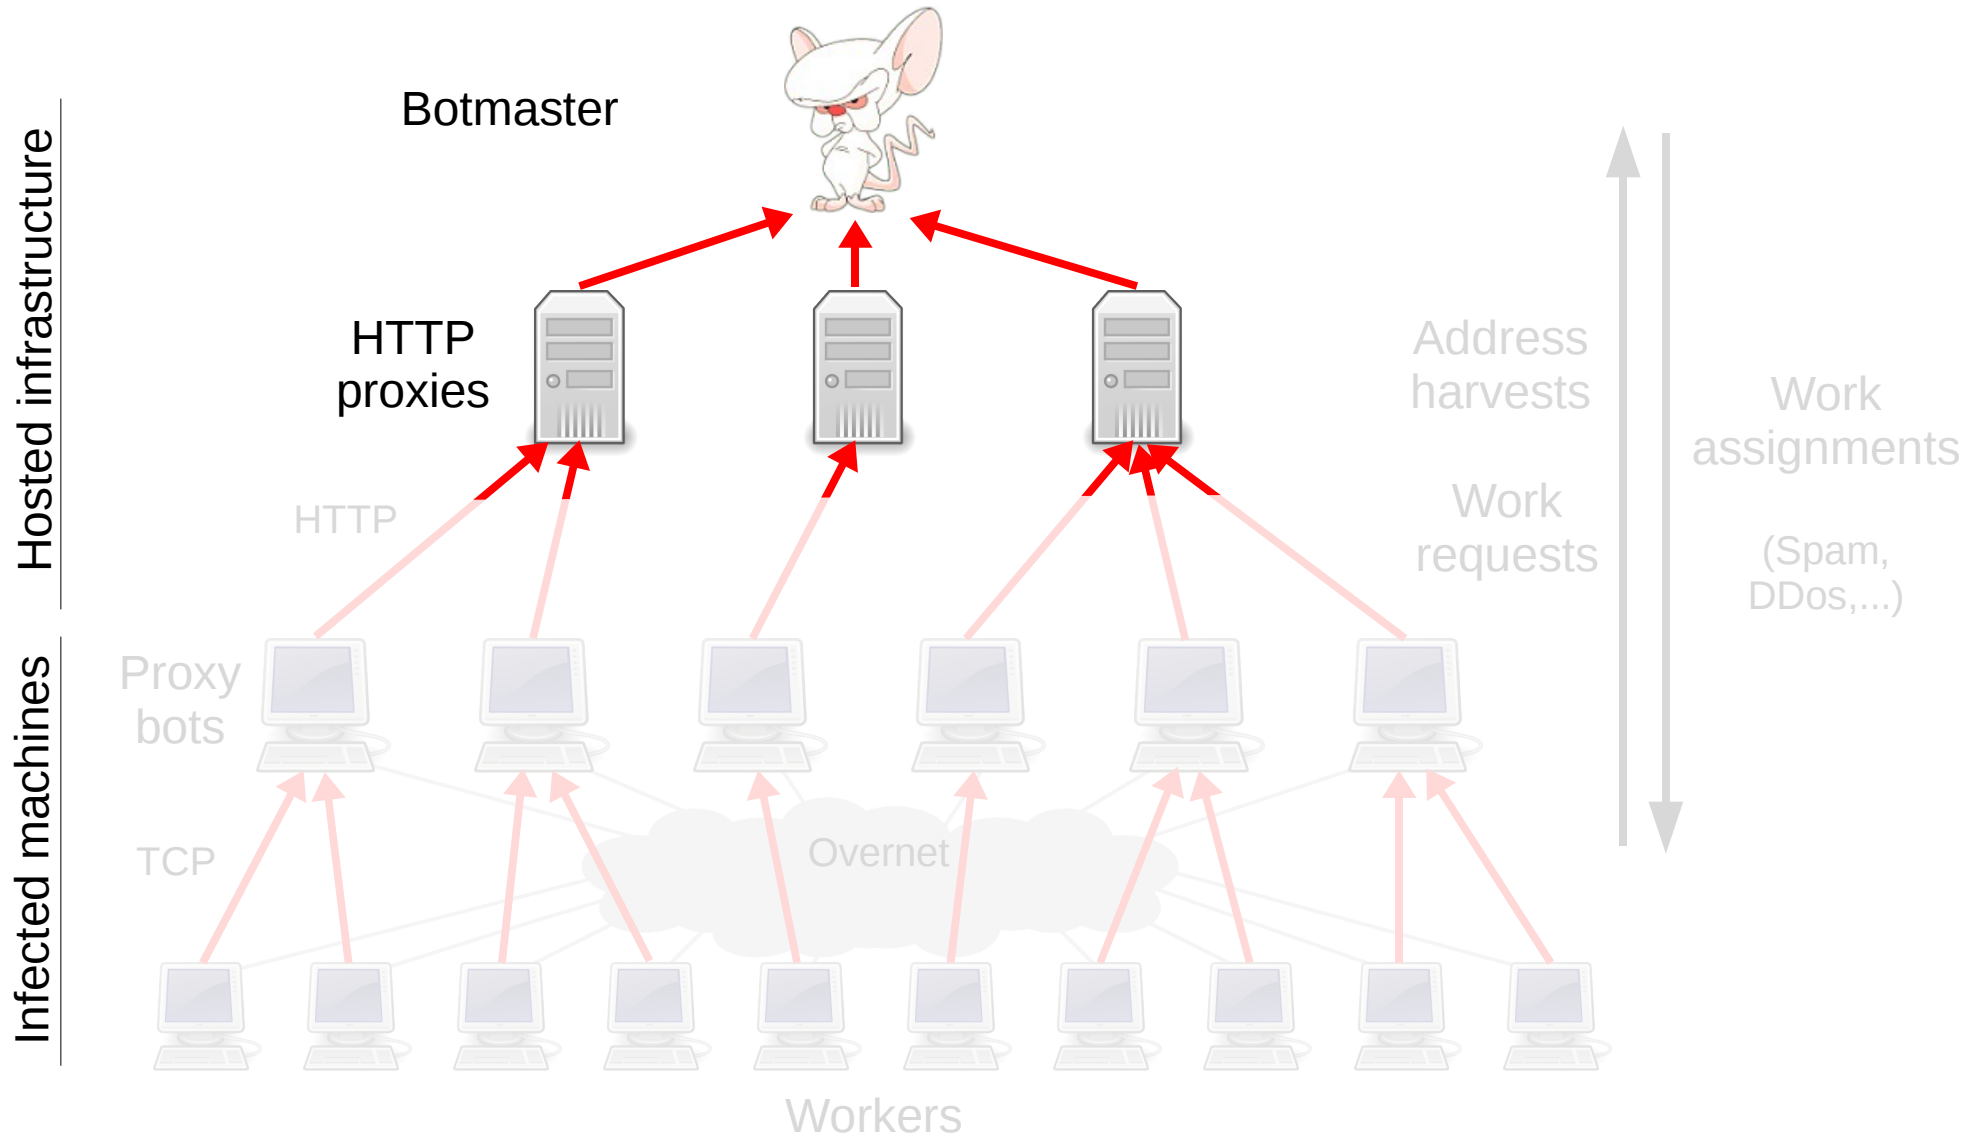 Botmaster
Hosted infrastructure
HTTP
proxies
Address
harvests
Work
assignments
Work
requests
HTTP
(Spam,
DDos,...)
Infected machines
Proxy
bots
Overnet
TCP
Workers